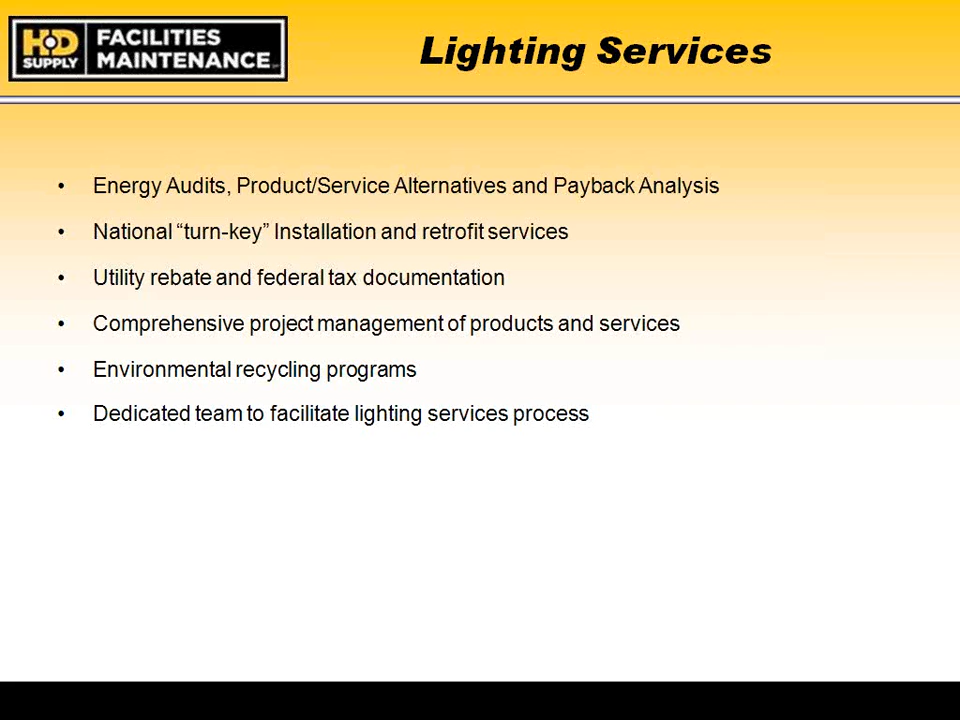 HD SUPPLY FACILITIES MAINTENANCE
Lighting Services
• Energy Audits, Product/Service Alternatives and Payback Analysis
• National “turn-key” Installation and retrofit services
• Utility rebate and federal tax documentation
• Comprehensive project management of products and services
• Environmental recycling programs
• Dedicated team to facilitate lighting services process